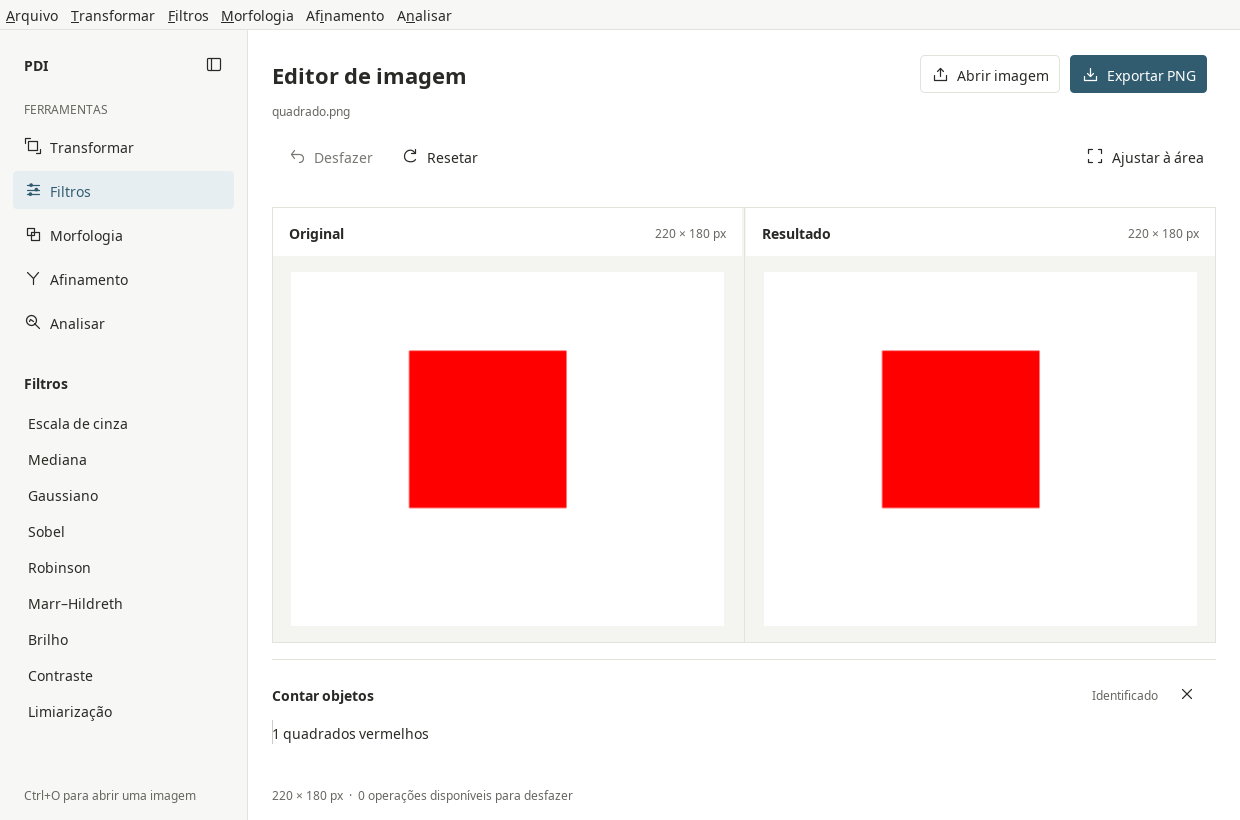 Arquivo Transformar Filtros Morfologia Afinamento Analisar
PDI
FERRAMENTAS
Transformar
Filtros
Morfologia
Afinamento
Analisar
Filtros
Escala de cinza
Mediana
Gaussiano
Sobel
Robinson
Marr–Hildreth
Brilho
Contraste
Limiarização
Ctrl+O para abrir uma imagem
Editor de imagem
quadrado.png
Abrir imagem
Exportar PNG
Desfazer
Resetar
Ajustar à área
Original 220 × 180 px
Resultado 220 × 180 px
Contar objetos
Identificado
1 quadrados vermelhos
220 × 180 px · 0 operações disponíveis para desfazer